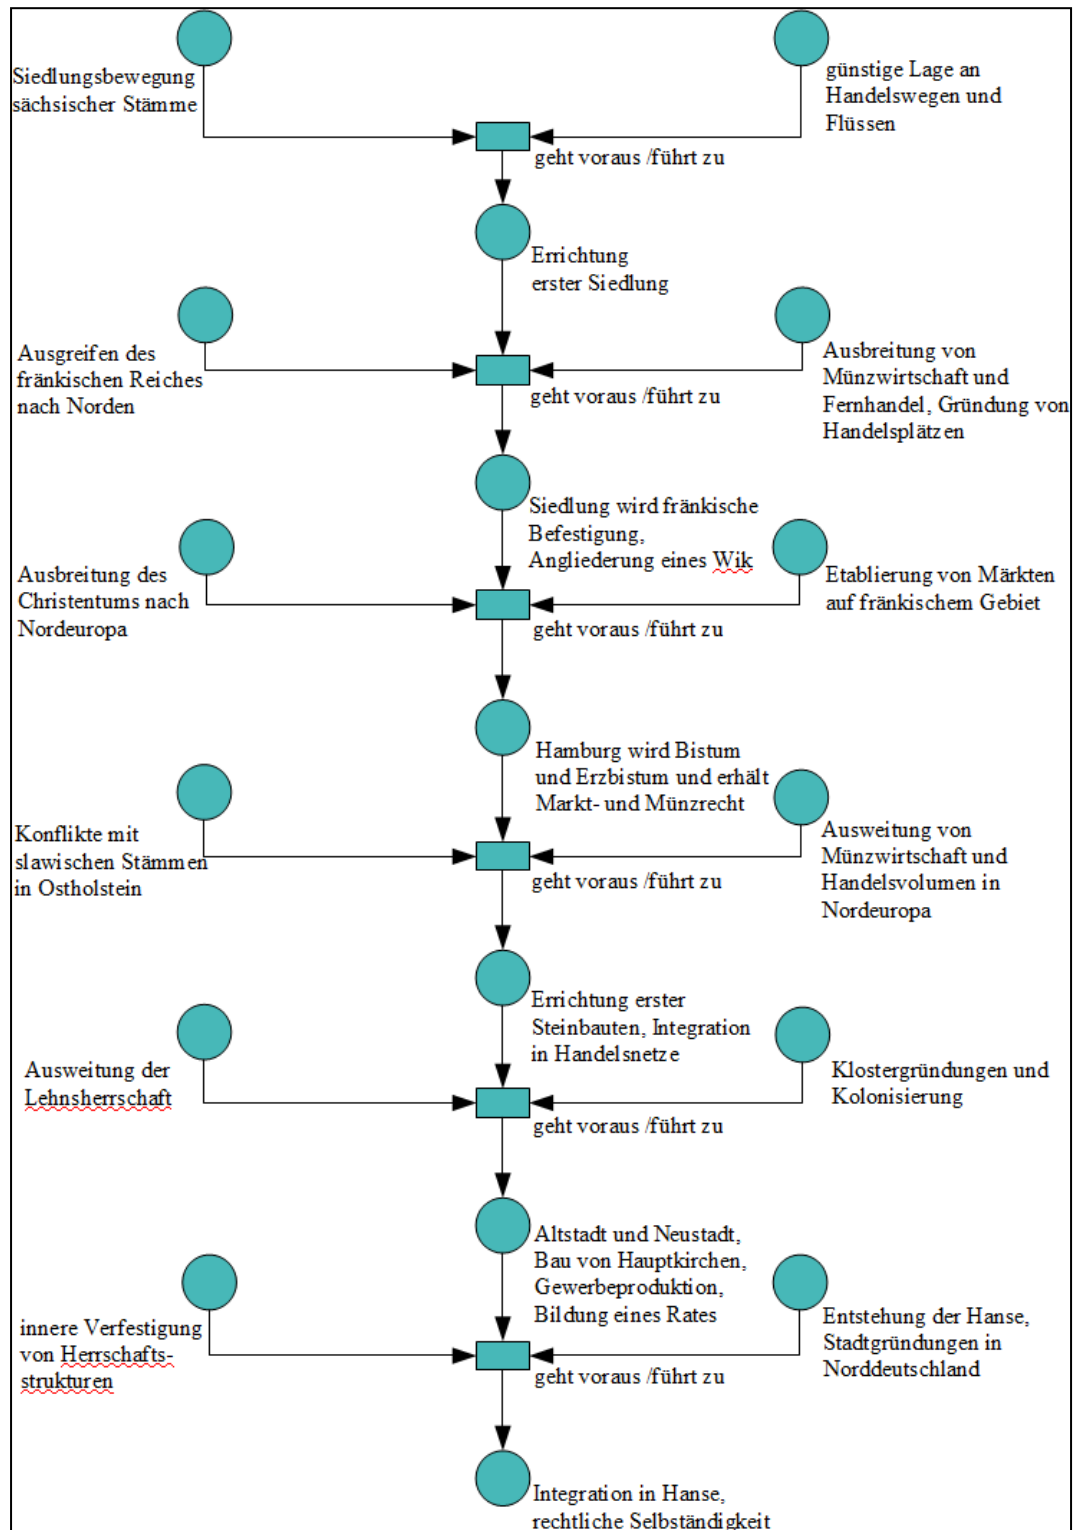 Siedlungsbewegung
sächsischer Stämme
günstige Lage an
Handelswegen und
Flüssen
geht voraus /führt zu
Errichtung
erster Siedlung
Ausgreifen des
fränkischen Reiches
nach Norden
Ausbreitung von
Münzwirtschaft und
Fernhandel, Gründung von
Handelsplätzen
geht voraus /führt zu
Siedlung wird fränkische
Befestigung,
Angliederung eines Wik
Ausbreitung des
Christentums nach
Nordeuropa
Etablierung von Märkten
auf fränkischem Gebiet
geht voraus /führt zu
Hamburg wird Bistum
und Erzbistum und erhält
Markt- und Münzrecht
Konflikte mit
slawischen Stämmen
in Ostholstein
Ausweitung von
Münzwirtschaft und
Handelsvolumen in
Nordeuropa
geht voraus /führt zu
Errichtung erster
Steinbauten, Integration
in Handelsnetze
Ausweitung der
Lehnsherrschaft
Klostergründungen und
Kolonisierung
geht voraus /führt zu
Altstadt und Neustadt,
Bau von Hauptkirchen,
Gewerbeproduktion,
Bildung eines Rates
innere Verfestigung
von Herrschafts-
strukturen
Entstehung der Hanse,
Stadtgründungen in
Norddeutschland
geht voraus /führt zu
Integration in Hanse,
rechtliche Selbständigkeit